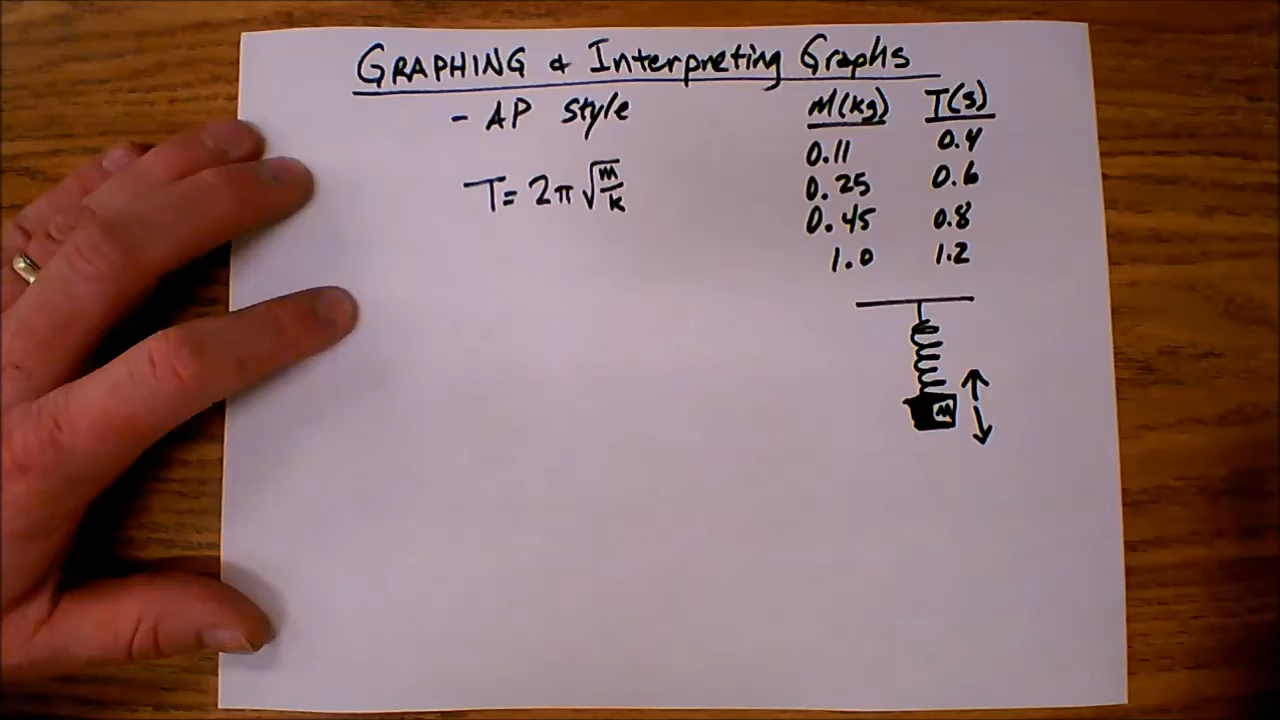 GRAPHING & Interpreting Graphs
- AP style
T = 2π √m/k
M(kg) T(s)
0.11 0.4
0.25 0.6
0.45 0.8
1.0 1.2
M